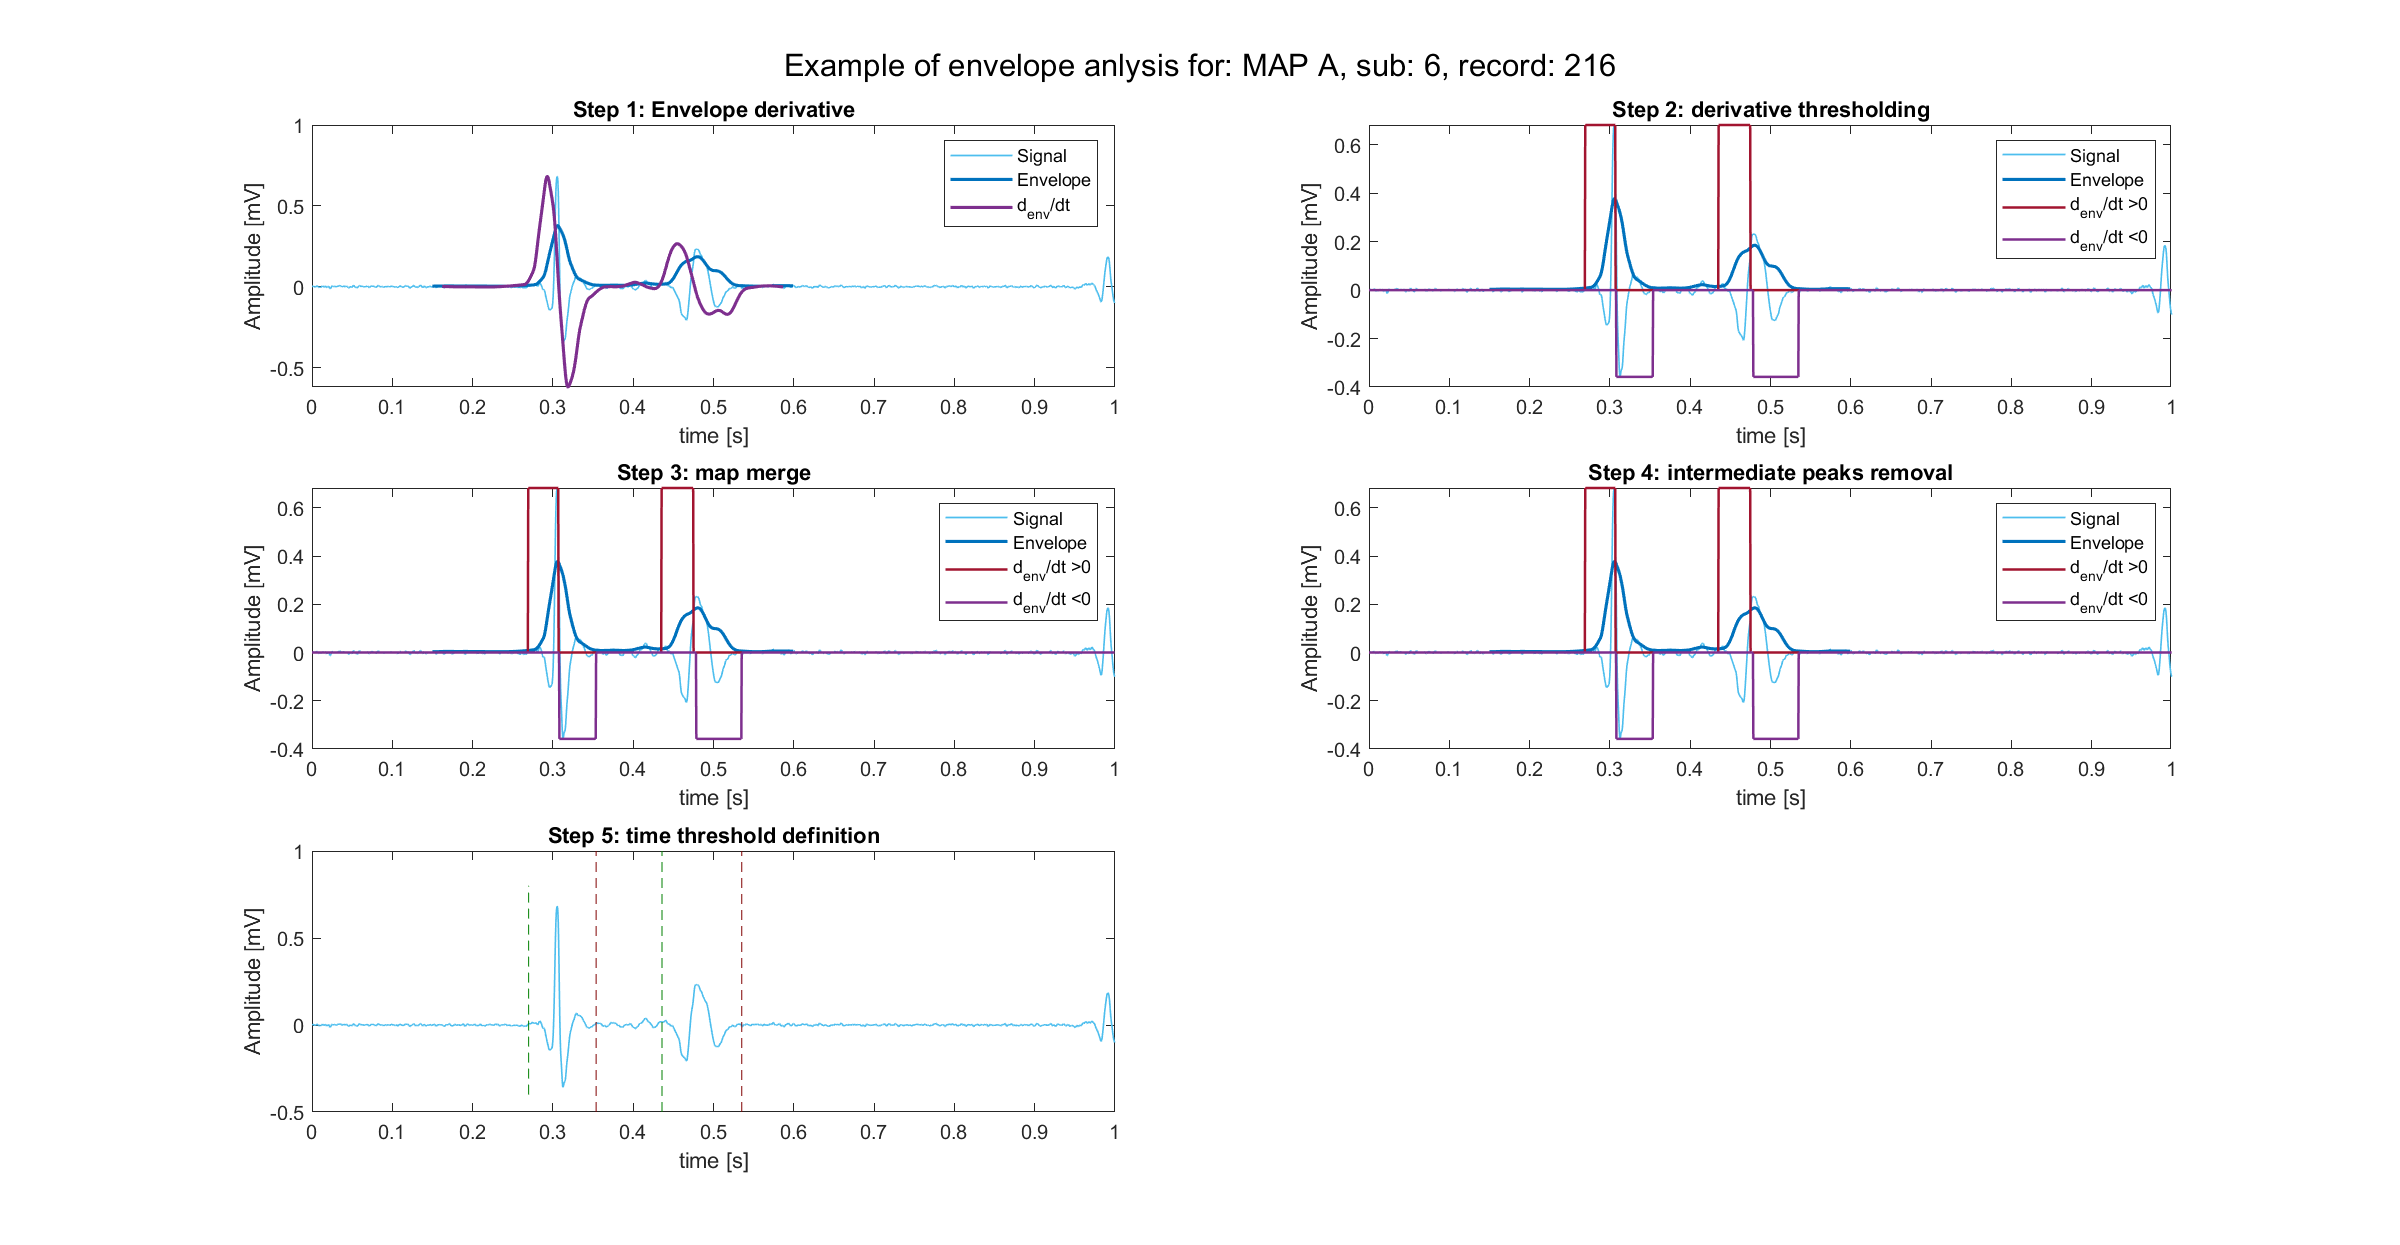 Example of envelope anlysis for: MAP A, sub: 6, record: 216
Step 1: Envelope derivative
1
0.5
0
-0.5
Amplitude [mV]
Signal
Envelope
d_env/dt
0 0.1 0.2 0.3 0.4 0.5 0.6 0.7 0.8 0.9 1
time [s]
Step 2: derivative thresholding
0.6
0.4
0.2
0
-0.2
-0.4
Amplitude [mV]
Signal
Envelope
d_env/dt >0
d_env/dt <0
0 0.1 0.2 0.3 0.4 0.5 0.6 0.7 0.8 0.9 1
time [s]
Step 3: map merge
0.6
0.4
0.2
0
-0.2
-0.4
Amplitude [mV]
Signal
Envelope
d_env/dt >0
d_env/dt <0
0 0.1 0.2 0.3 0.4 0.5 0.6 0.7 0.8 0.9 1
time [s]
Step 4: intermediate peaks removal
0.6
0.4
0.2
0
-0.2
-0.4
Amplitude [mV]
Signal
Envelope
d_env/dt >0
d_env/dt <0
0 0.1 0.2 0.3 0.4 0.5 0.6 0.7 0.8 0.9 1
time [s]
Step 5: time threshold definition
1
0.5
0
-0.5
Amplitude [mV]
0 0.1 0.2 0.3 0.4 0.5 0.6 0.7 0.8 0.9 1
time [s]